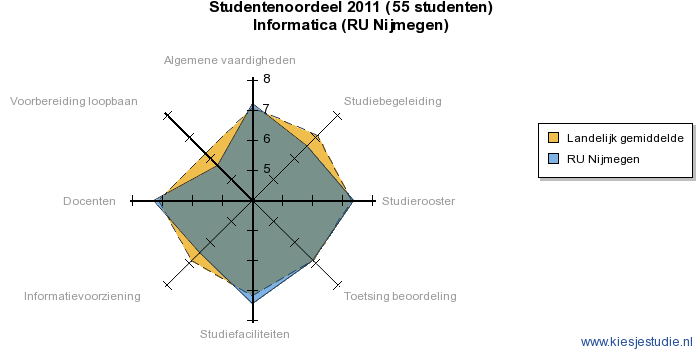 Studentenoordeel 2011 (55 studenten)
Informatica (RU Nijmegen)
Algemene vaardigheden
8
Voorbereiding loopbaan
Studiebegeleiding
7
Landelijk gemiddelde
6
RU Nijmegen
5
Docenten
Studierooster
Informatievoorziening
Toetsing beoordeling
Studiefaciliteiten
www.kiesjestudie.nl